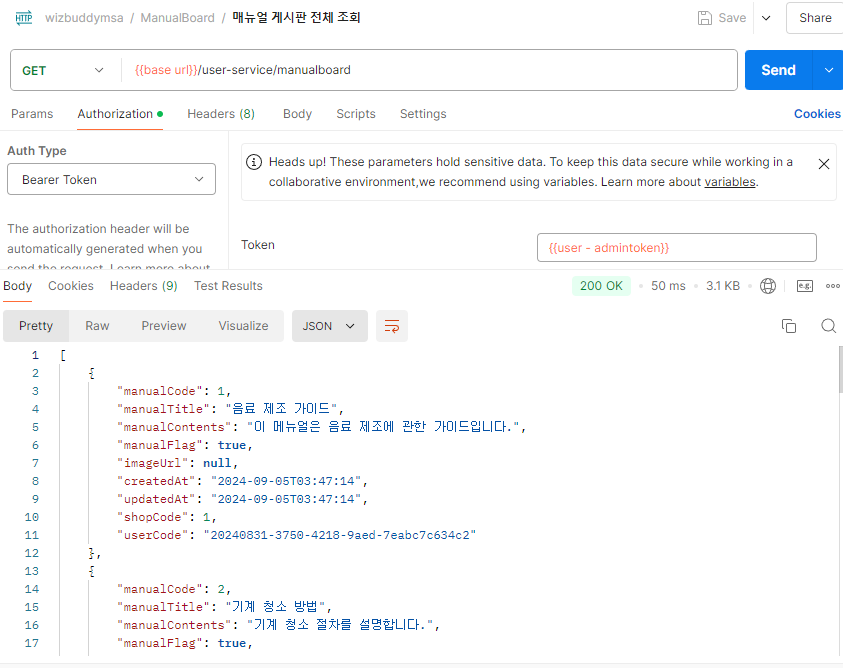 HTTP wizbuddymsa / ManualBoard / 매뉴얼 게시판 전체 조회 Save Share
GET {{base url}}/user-service/manualboard Send
Params Authorization Headers (8) Body Scripts Settings Cookies
Auth Type
Bearer Token
The authorization header will be
automatically generated when you
send the request. Learn more about
Heads up! These parameters hold sensitive data. To keep this data secure while working in a
collaborative environment,we recommend using variables. Learn more about variables.
Token {{user - admintoken}}
Body Cookies Headers (9) Test Results 200 OK 50 ms 3.1 KB e.g.
Pretty Raw Preview Visualize JSON
1 [
2 {
3 "manualCode": 1,
4 "manualTitle": "음료 제조 가이드",
5 "manualContents": "이 메뉴얼은 음료 제조에 관한 가이드입니다.",
6 "manualFlag": true,
7 "imageUrl": null,
8 "createdAt": "2024-09-05T03:47:14",
9 "updatedAt": "2024-09-05T03:47:14",
10 "shopCode": 1,
11 "userCode": "20240831-3750-4218-9aed-7eabc7c634c2"
12 },
13 {
14 "manualCode": 2,
15 "manualTitle": "기계 청소 방법",
16 "manualContents": "기계 청소 절차를 설명합니다.",
17 "manualFlag": true,